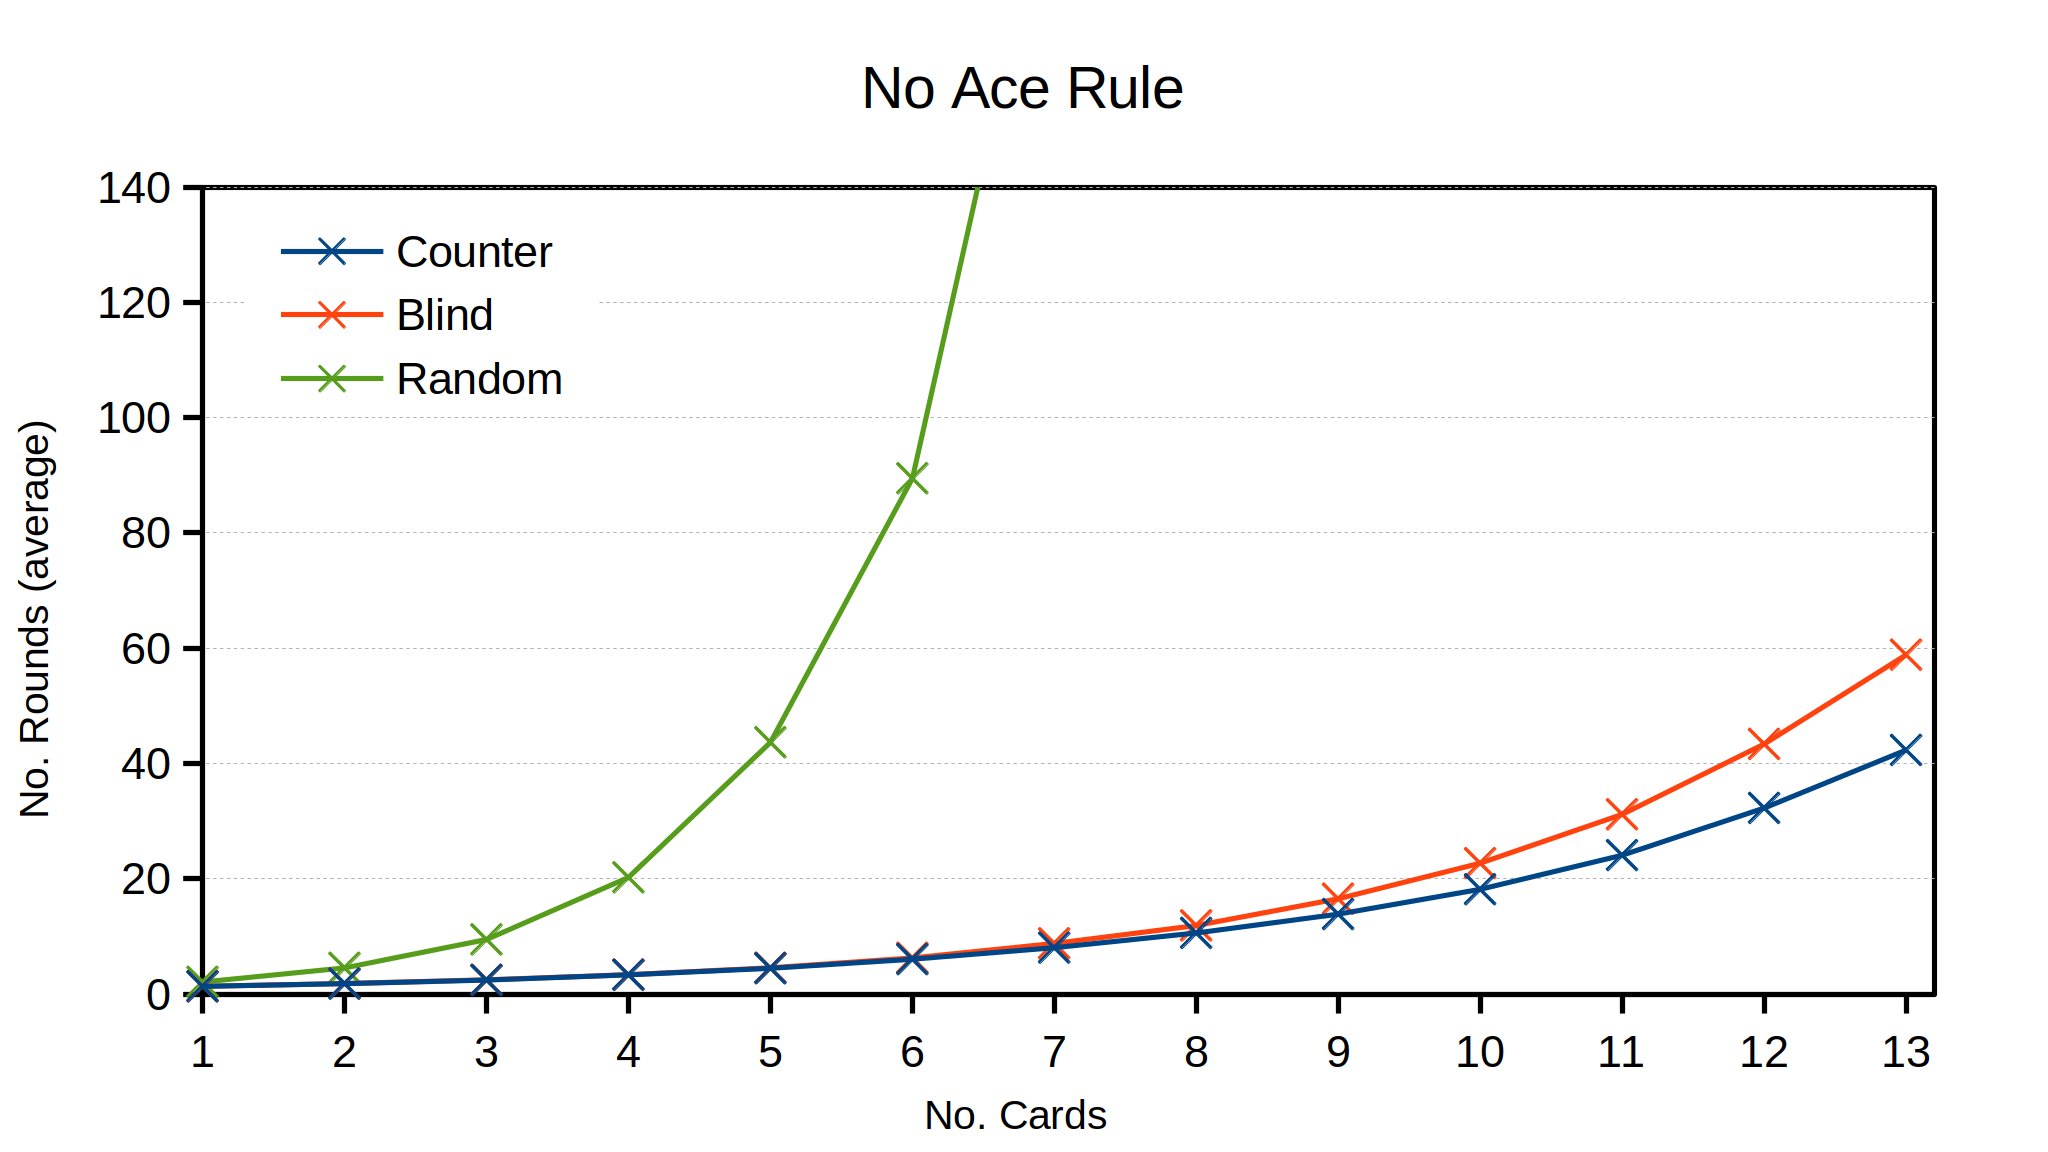 No Ace Rule
140
120
100
80
60
40
20
0
Counter
Blind
Random
No. Rounds (average)
1 2 3 4 5 6 7 8 9 10 11 12 13
No. Cards